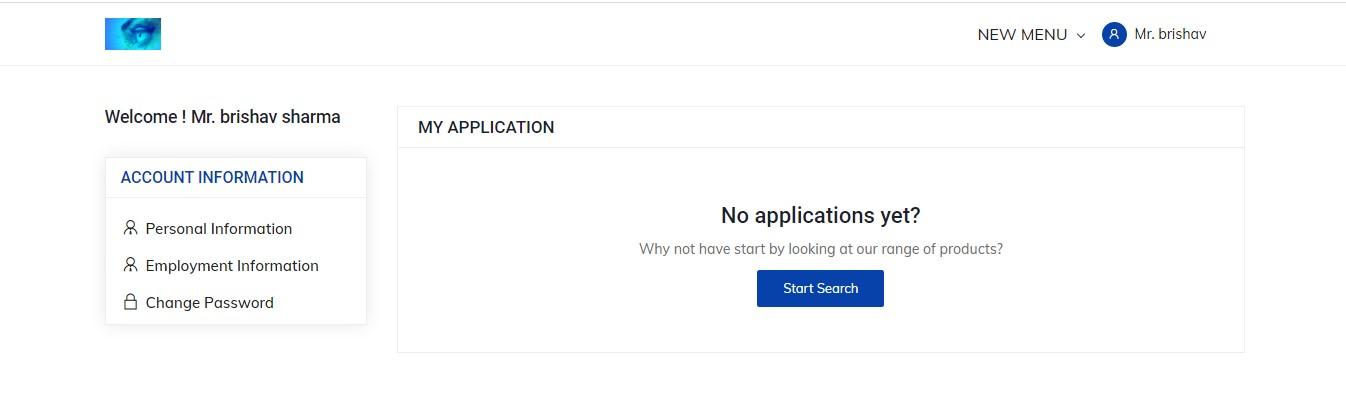 NEW MENU
Mr. brishav
Welcome ! Mr. brishav sharma
ACCOUNT INFORMATION
Personal Information
Employment Information
Change Password
MY APPLICATION
No applications yet?
Why not have start by looking at our range of products?
Start Search